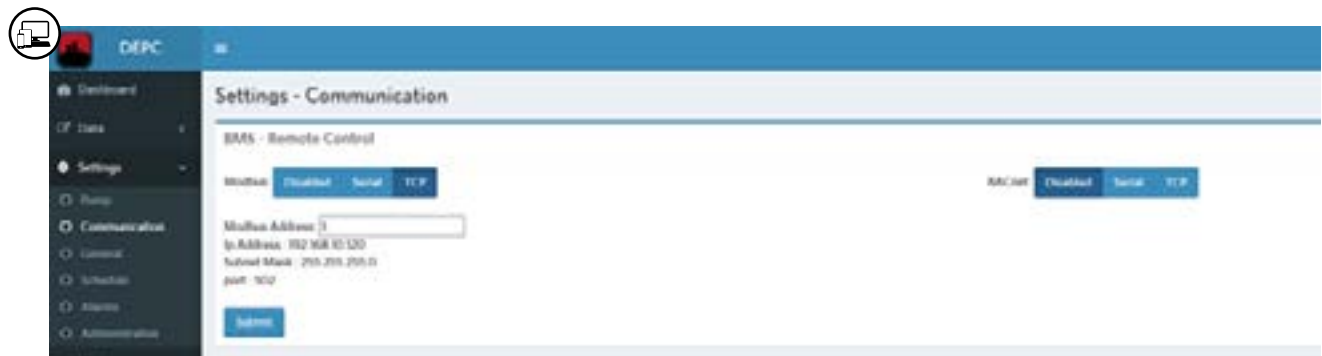 DEPC
Dashboard
Data
Settings
Pump
Communication
General
Schedule
Alarms
Administration
Settings - Communication
BMS - Remote Control
Modbus Disabled Serial TCP
BACnet Disabled Serial TCP
Modbus Address
Ip Address : 192.168.10.120
Subnet Mask : 255.255.255.0
port : 502
Submit